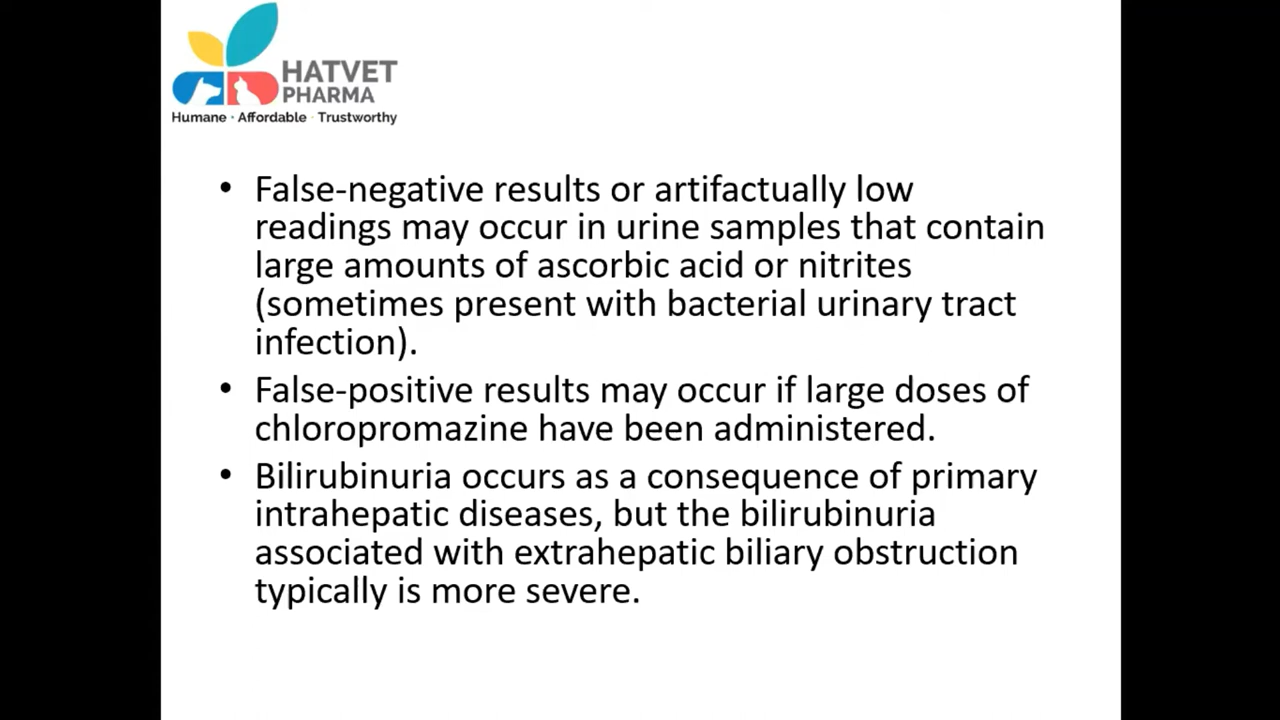 HATVET
PHARMA
Humane · Affordable · Trustworthy
• False-negative results or artifactually low
readings may occur in urine samples that contain
large amounts of ascorbic acid or nitrites
(sometimes present with bacterial urinary tract
infection).
• False-positive results may occur if large doses of
chloropromazine have been administered.
• Bilirubinuria occurs as a consequence of primary
intrahepatic diseases, but the bilirubinuria
associated with extrahepatic biliary obstruction
typically is more severe.